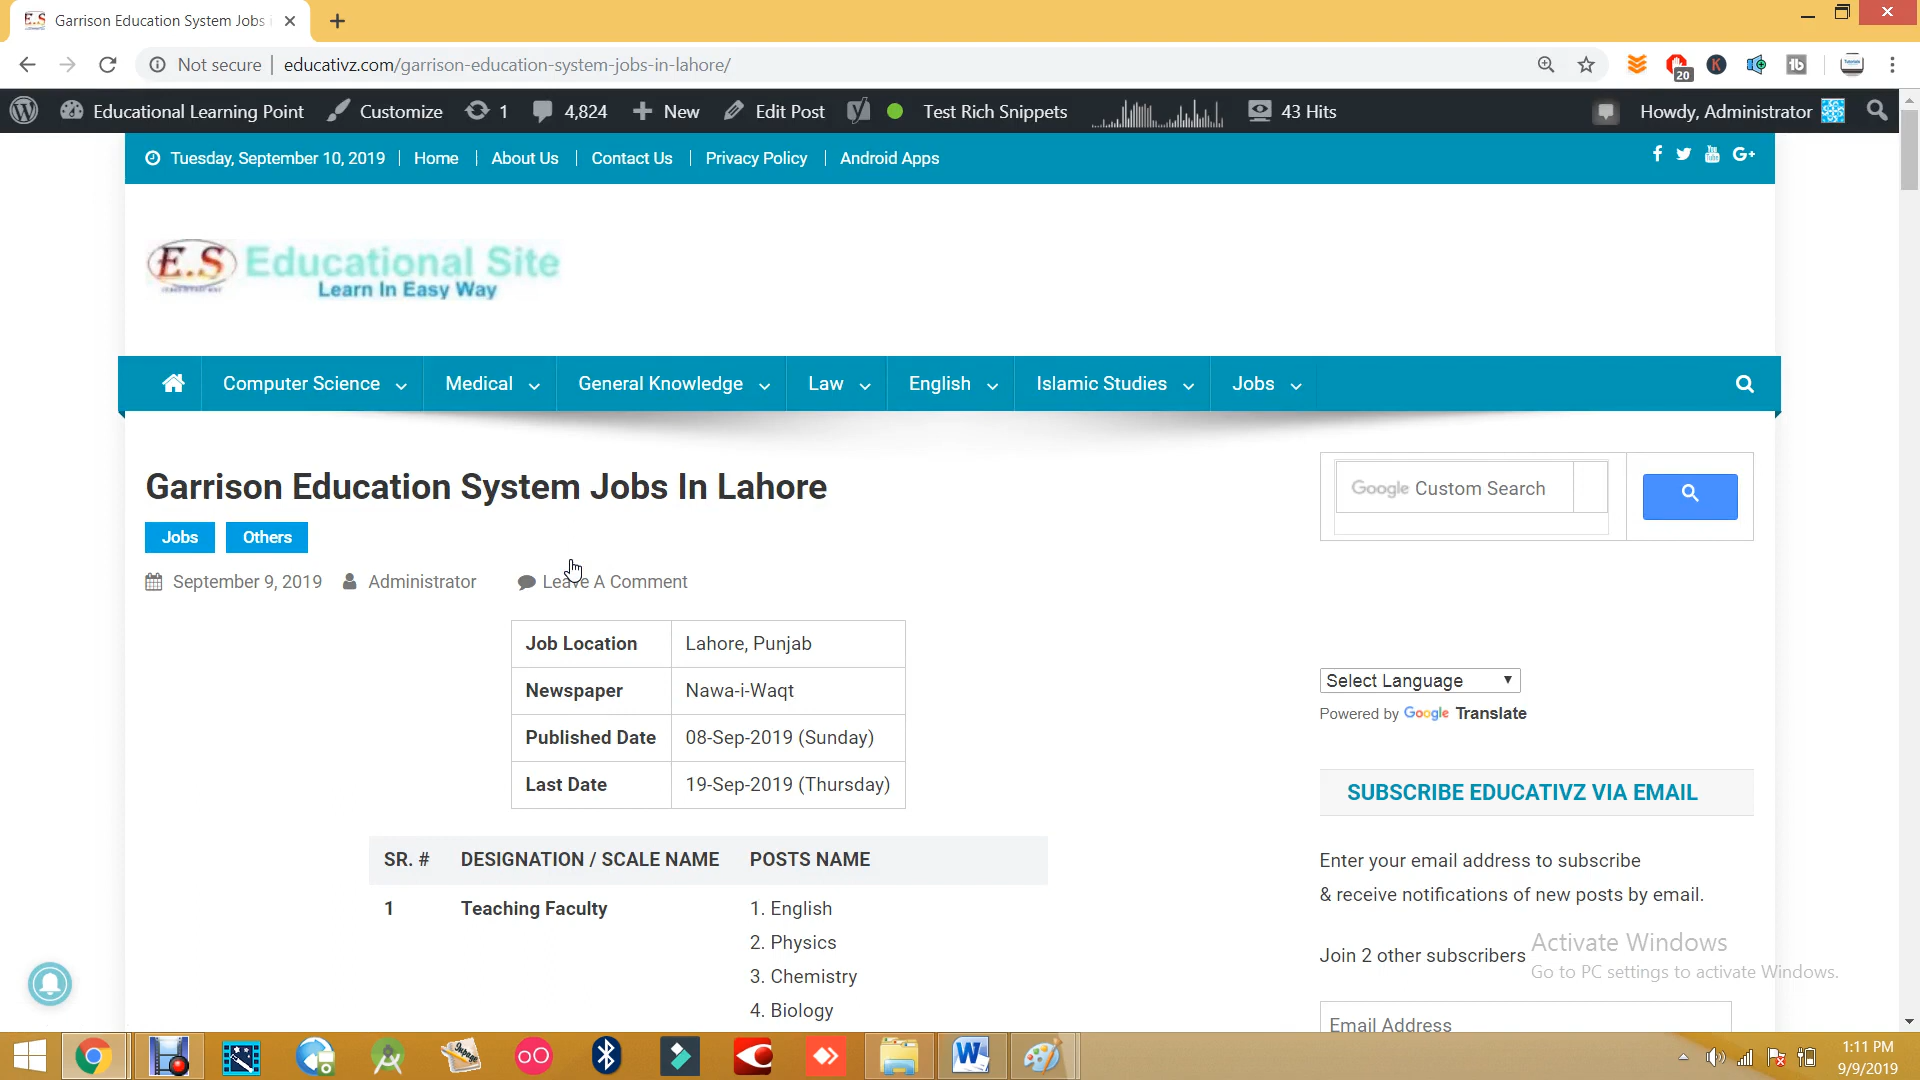 Garrison Education System Jobs i
Not secure educativz.com/garrison-education-system-jobs-in-lahore/
20
Educational Learning Point Customize 1 4,824 New Edit Post Test Rich Snippets 43 Hits Howdy, Administrator
Tuesday, September 10, 2019 Home About Us Contact Us Privacy Policy Android Apps
E.S Educational Site
Learn In Easy Way
Computer Science Medical General Knowledge Law English Islamic Studies Jobs
Garrison Education System Jobs In Lahore
Google Custom Search
Jobs Others
September 9, 2019 Administrator Leave A Comment
Job Location Lahore, Punjab
Newspaper Nawa-i-Waqt
Published Date 08-Sep-2019 (Sunday)
Last Date 19-Sep-2019 (Thursday)
Select Language
Powered by Google Translate
SUBSCRIBE EDUCATIVZ VIA EMAIL
SR. # DESIGNATION / SCALE NAME POSTS NAME
1 Teaching Faculty 1. English
2. Physics
3. Chemistry
4. Biology
Enter your email address to subscribe
& receive notifications of new posts by email.
Join 2 other subscribers
Email Address
Activate Windows
Go to PC settings to activate Windows.
1:11 PM
9/9/2019